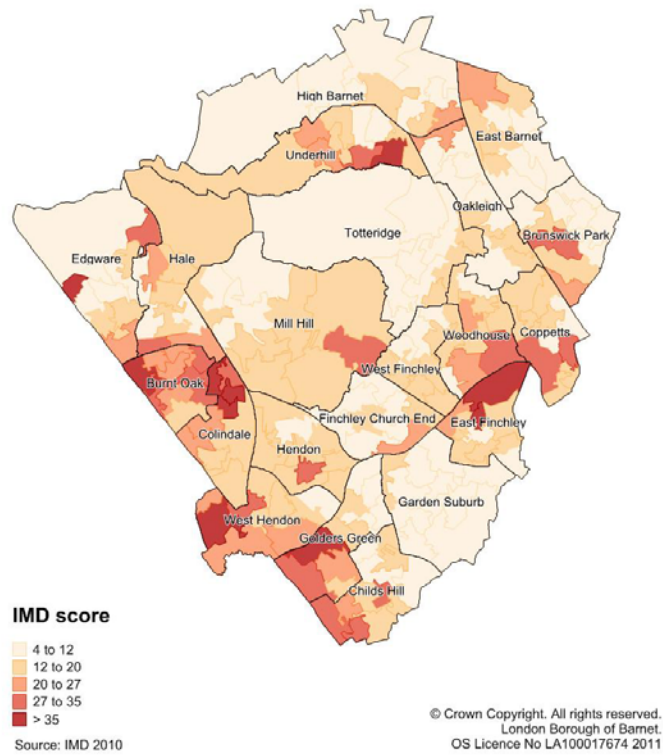 High Barnet
East Barnet
Underhill
Oakleigh
Totteridge
Brunswick Park
Edgware
Hale
Mill Hill
Woodhouse
Coppetts
West Finchley
Burnt Oak
Finchley Church End
East Finchley
Colindale
Hendon
Garden Suburb
West Hendon
Golders Green
Childs Hill
IMD score
4 to 12
12 to 20
20 to 27
27 to 35
> 35
Source: IMD 2010
© Crown Copyright. All rights reserved.
London Borough of Barnet.
OS Licence No LA100017674 2011